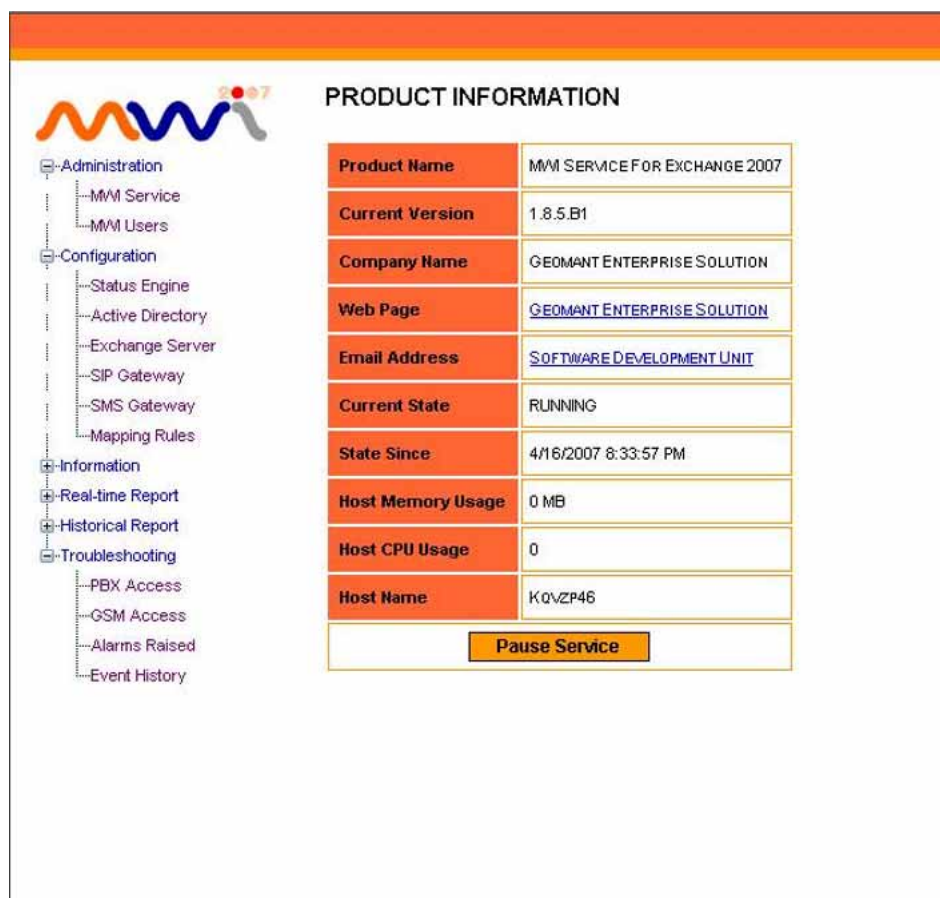 MWi 2007
PRODUCT INFORMATION
Administration
MWI Service
MWI Users
Configuration
Status Engine
Active Directory
Exchange Server
SIP Gateway
SMS Gateway
Mapping Rules
Information
Real-time Report
Historical Report
Troubleshooting
PBX Access
GSM Access
Alarms Raised
Event History
Product Name MWI SERVICE FOR EXCHANGE 2007
Current Version 1.8.5.B1
Company Name GEOMANT ENTERPRISE SOLUTION
Web Page GEOMANT ENTERPRISE SOLUTION
Email Address SOFTWARE DEVELOPMENT UNIT
Current State RUNNING
State Since 4/16/2007 8:33:57 PM
Host Memory Usage 0 MB
Host CPU Usage 0
Host Name KQVZP46
Pause Service